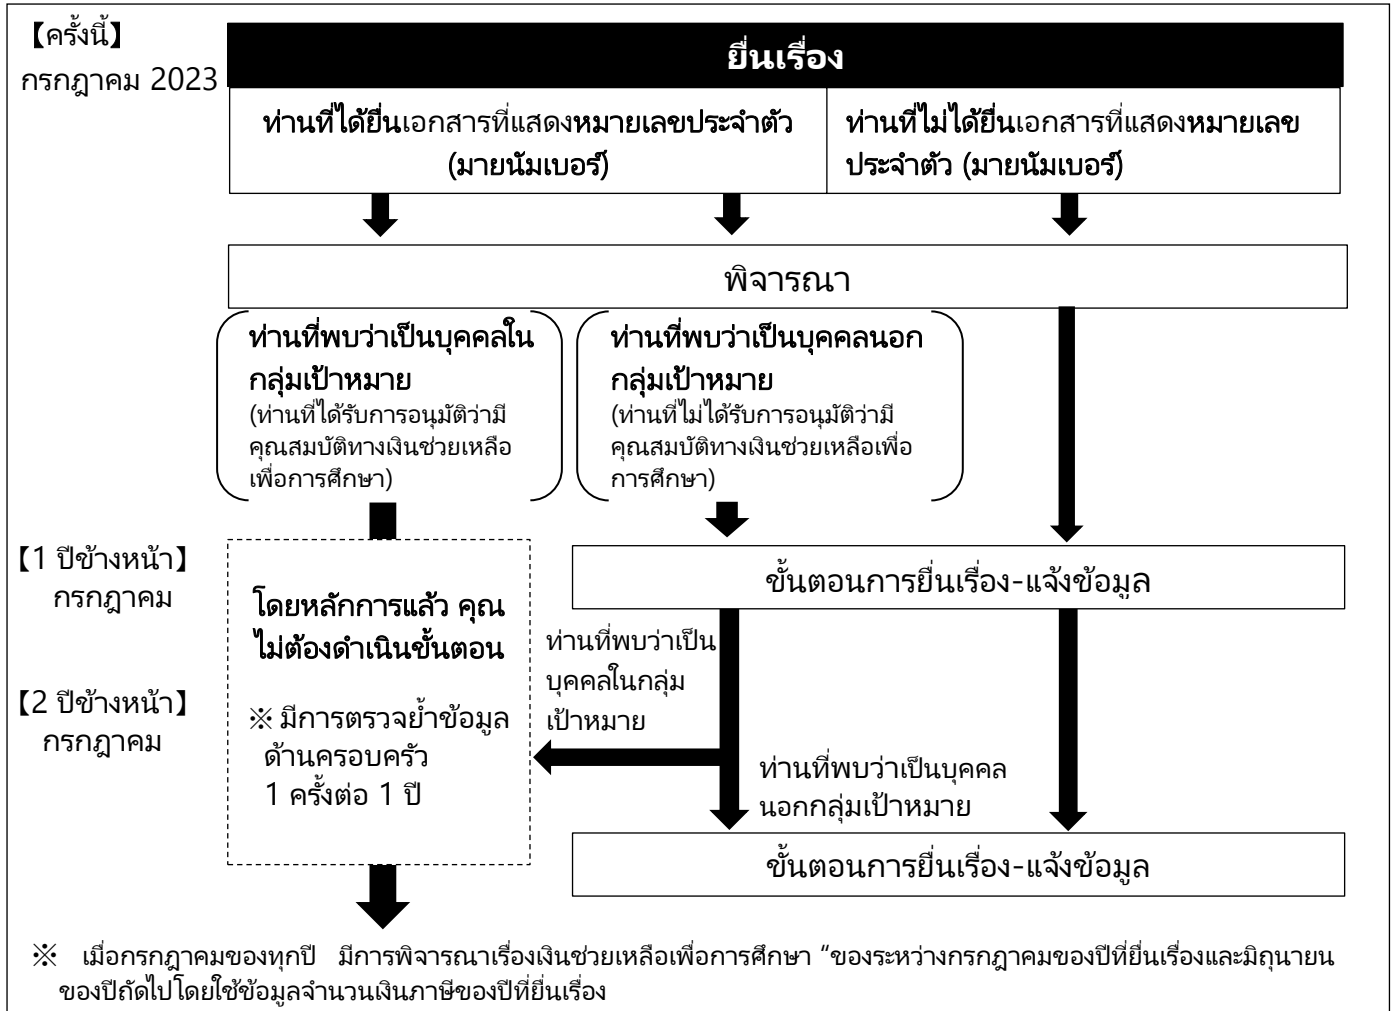 【ครั้งนี้】
กรกฎาคม 2023
ยื่นเรื่อง
ท่านที่ได้ยื่นเอกสารที่แสดงหมายเลขประจำตัว
(มายนัมเบอร์)
ท่านที่ไม่ได้ยื่นเอกสารที่แสดงหมายเลข
ประจำตัว (มายนัมเบอร์)
พิจารณา
ท่านที่พบว่าเป็นบุคคลใน
กลุ่มเป้าหมาย
(ท่านที่ได้รับการอนุมัติว่ามี
คุณสมบัติทางเงินช่วยเหลือ
เพื่อการศึกษา)
ท่านที่พบว่าเป็นบุคคลนอก
กลุ่มเป้าหมาย
(ท่านที่ไม่ได้รับการอนุมัติว่ามี
คุณสมบัติทางเงินช่วยเหลือเพื่อ
การศึกษา)
【1 ปีข้างหน้า】
กรกฎาคม
ขั้นตอนการยื่นเรื่อง-แจ้งข้อมูล
โดยหลักการแล้ว คุณ
ไม่ต้องดำเนินขั้นตอน
※ มีการตรวจย้ำข้อมูล
ด้านครอบครัว
1 ครั้งต่อ 1 ปี
ท่านที่พบว่าเป็น
บุคคลในกลุ่ม
เป้าหมาย
【2 ปีข้างหน้า】
กรกฎาคม
ท่านที่พบว่าเป็นบุคคล
นอกกลุ่มเป้าหมาย
ขั้นตอนการยื่นเรื่อง-แจ้งข้อมูล
※ เมื่อกรกฎาคมของทุกปี มีการพิจารณาเรื่องเงินช่วยเหลือเพื่อการศึกษา “ของระหว่างกรกฎาคมของปีที่ยื่นเรื่องและมิถุนายน
ของปีถัดไปโดยใช้ข้อมูลจำนวนเงินภาษีของปีที่ยื่นเรื่อง